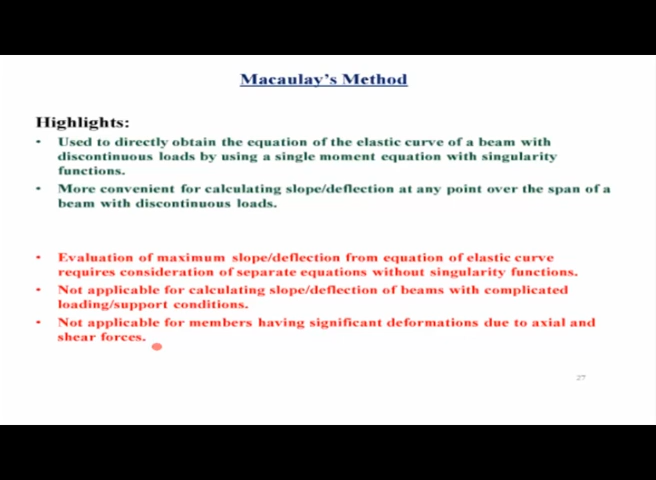 Macaulay's Method
Highlights:
• Used to directly obtain the equation of the elastic curve of a beam with
discontinuous loads by using a single moment equation with singularity
functions.
• More convenient for calculating slope/deflection at any point over the span of a
beam with discontinuous loads.
• Evaluation of maximum slope/deflection from equation of elastic curve
requires consideration of separate equations without singularity functions.
• Not applicable for calculating slope/deflection of beams with complicated
loading/support conditions.
• Not applicable for members having significant deformations due to axial and
shear forces.
27